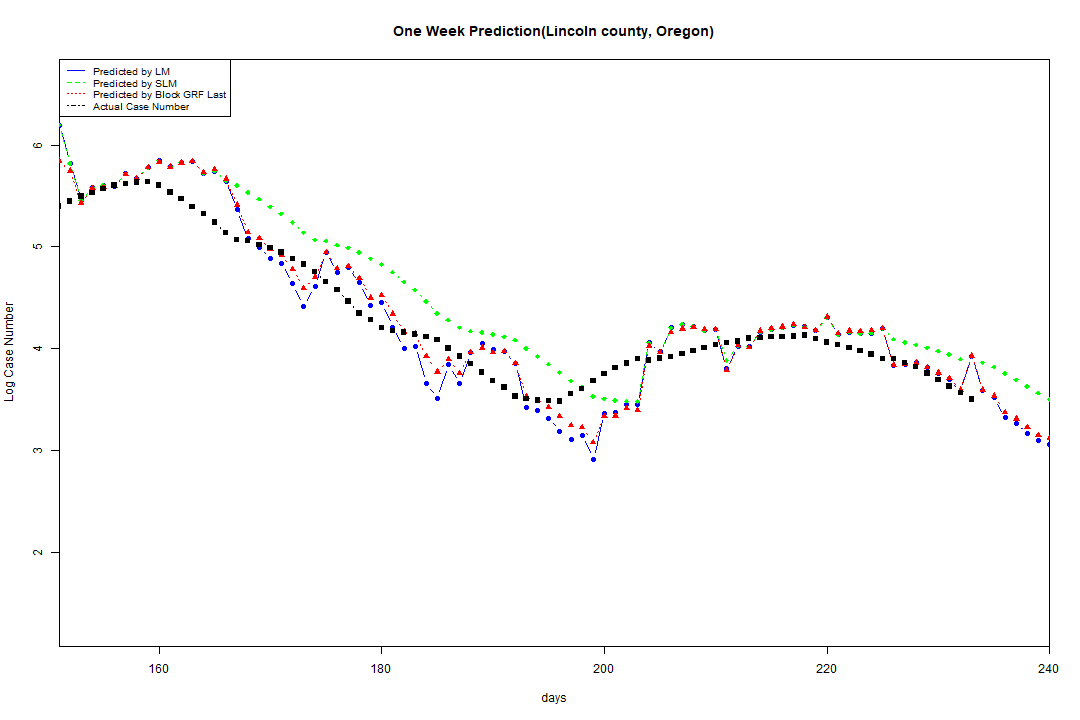 One Week Prediction(Lincoln county, Oregon)
Predicted by LM
Predicted by SLM
Predicted by Block GRF Last
Actual Case Number
6
5
4
3
2
Log Case Number
160 180 200 220 240
days